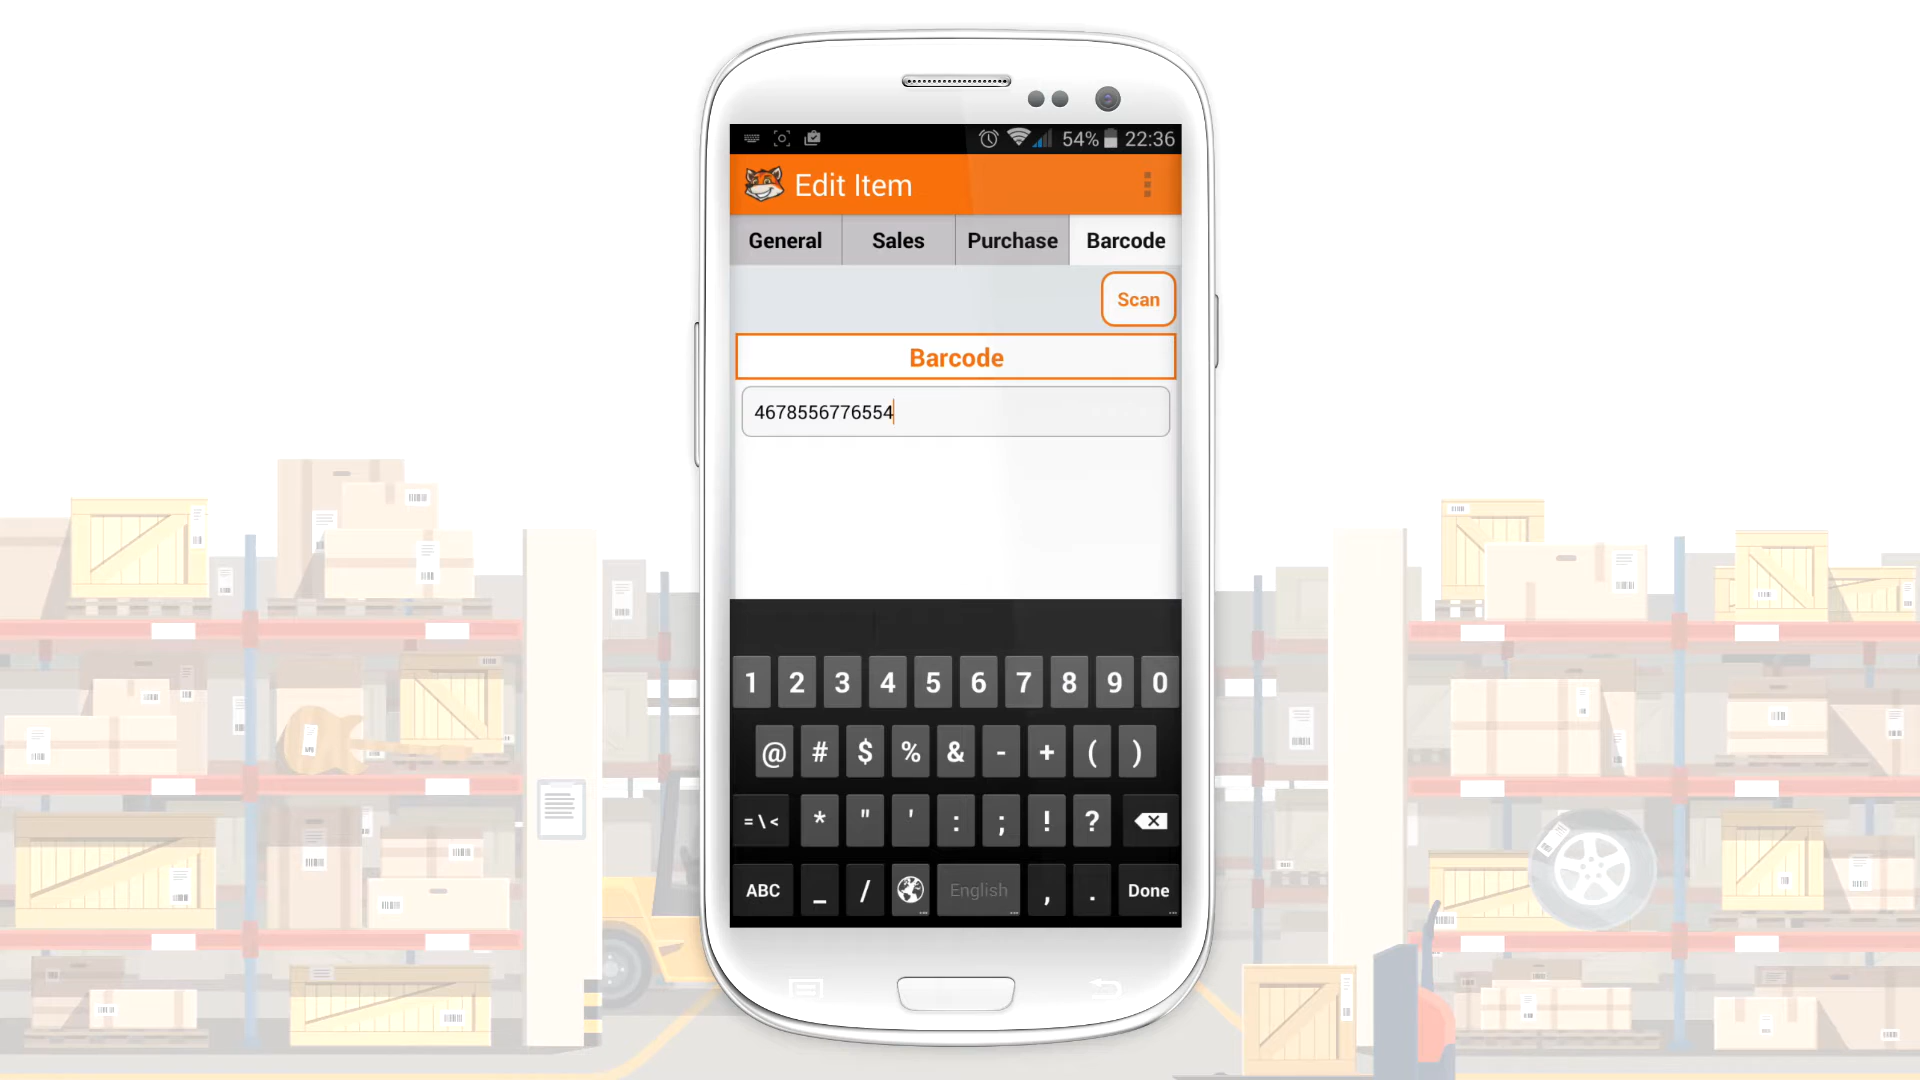 54% 22:36
Edit Item
General Sales Purchase Barcode
Scan
Barcode
4678556776554
1 2 3 4 5 6 7 8 9 0
@ # $ % & - + ( )
= \ < * " ' : ; ! ?
ABC _ / English , . Done